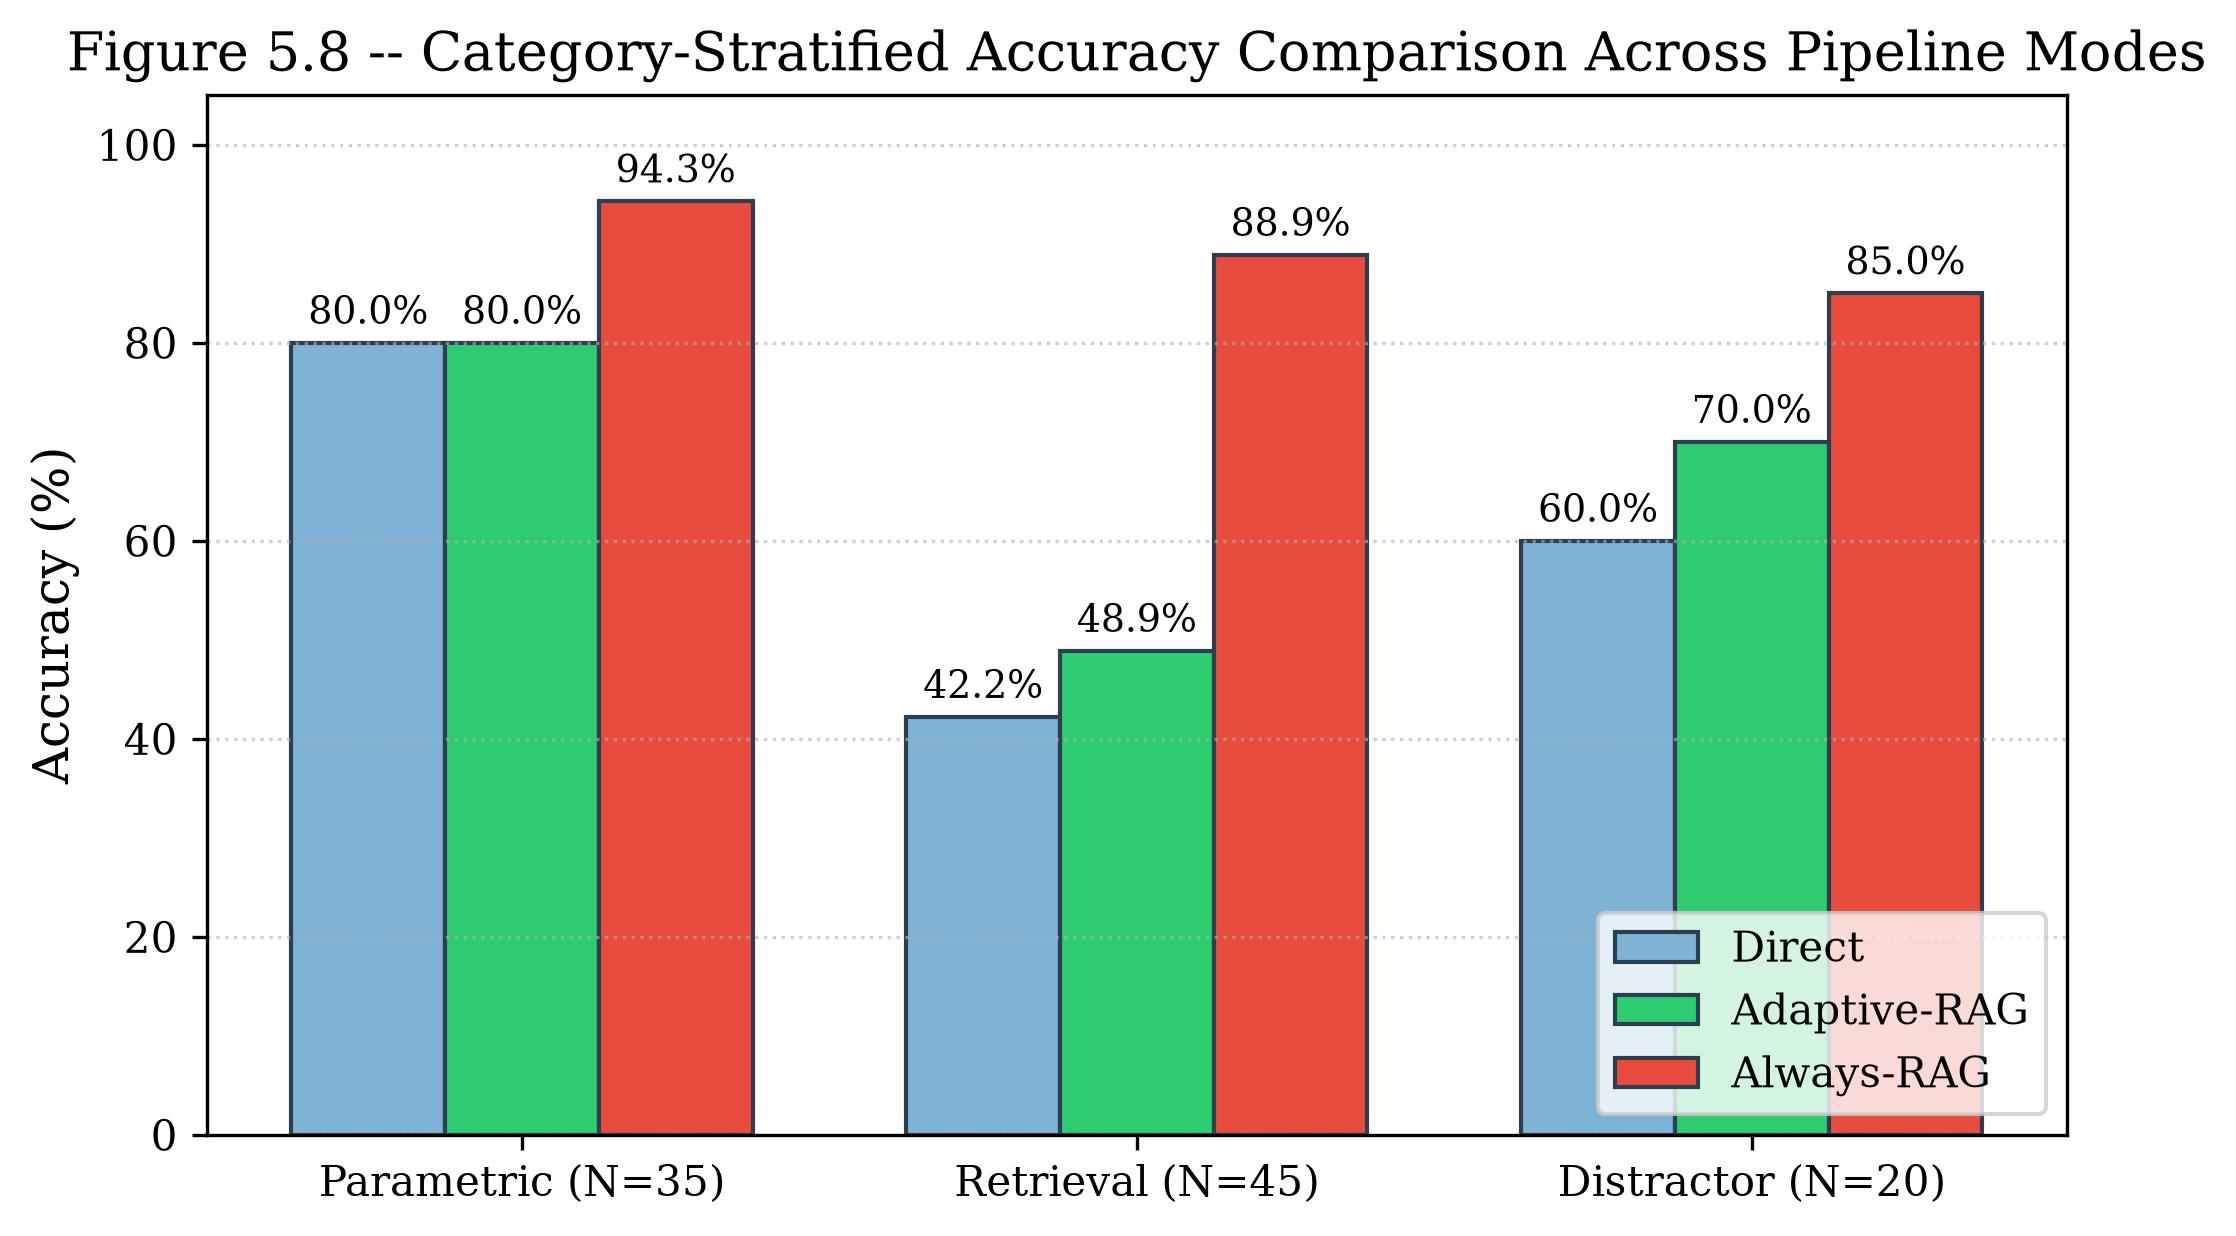 Figure 5.8 -- Category-Stratified Accuracy Comparison Across Pipeline Modes
Accuracy (%)
100
80
60
40
20
0
80.0%
80.0%
94.3%
42.2%
48.9%
88.9%
60.0%
70.0%
85.0%
Parametric (N=35)
Retrieval (N=45)
Distractor (N=20)
Direct
Adaptive-RAG
Always-RAG